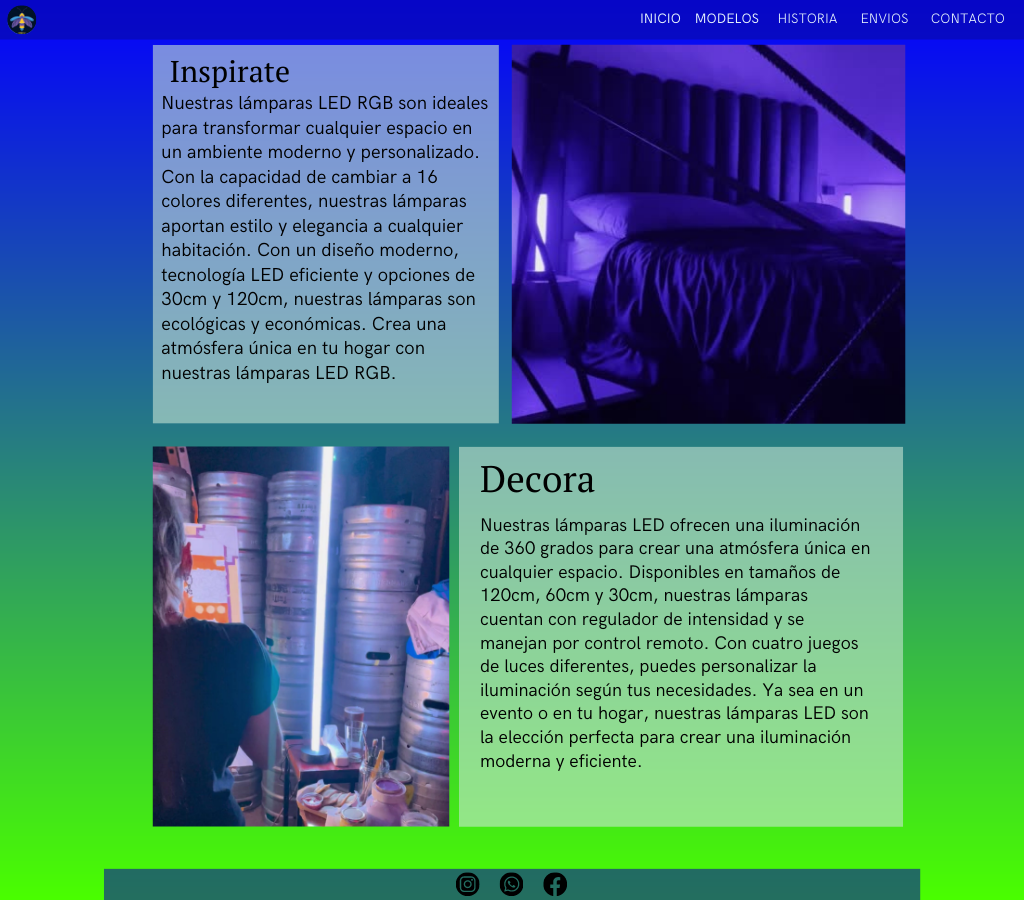 INICIO MODELOS HISTORIA ENVIOS CONTACTO
Inspirate
Nuestras lámparas LED RGB son ideales
para transformar cualquier espacio en
un ambiente moderno y personalizado.
Con la capacidad de cambiar a 16
colores diferentes, nuestras lámparas
aportan estilo y elegancia a cualquier
habitación. Con un diseño moderno,
tecnología LED eficiente y opciones de
30cm y 120cm, nuestras lámparas son
ecológicas y económicas. Crea una
atmósfera única en tu hogar con
nuestras lámparas LED RGB.
Decora
Nuestras lámparas LED ofrecen una iluminación
de 360 grados para crear una atmósfera única en
cualquier espacio. Disponibles en tamaños de
120cm, 60cm y 30cm, nuestras lámparas
cuentan con regulador de intensidad y se
manejan por control remoto. Con cuatro juegos
de luces diferentes, puedes personalizar la
iluminación según tus necesidades. Ya sea en un
evento o en tu hogar, nuestras lámparas LED son
la elección perfecta para crear una iluminación
moderna y eficiente.